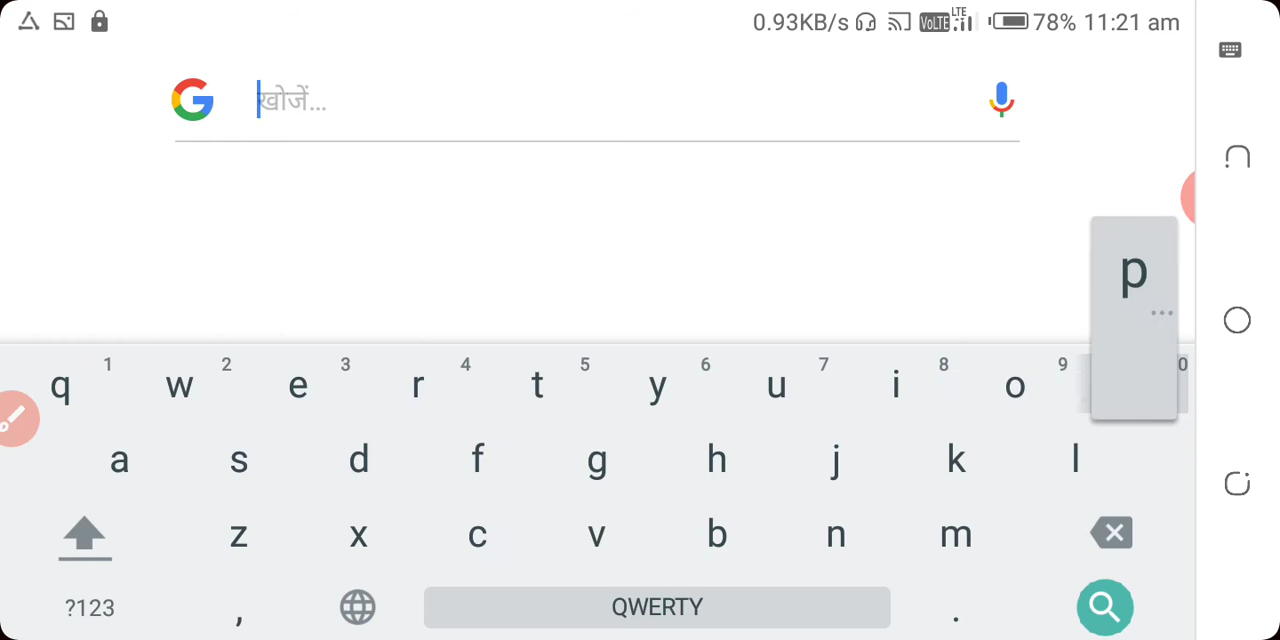 0.93KB/s VoLTE LTE 78% 11:21 am
G खोजें...
p
1 2 3 4 5 6 7 8 9 0
q w e r t y u i o
a s d f g h j k l
z x c v b n m
?123 , QWERTY .